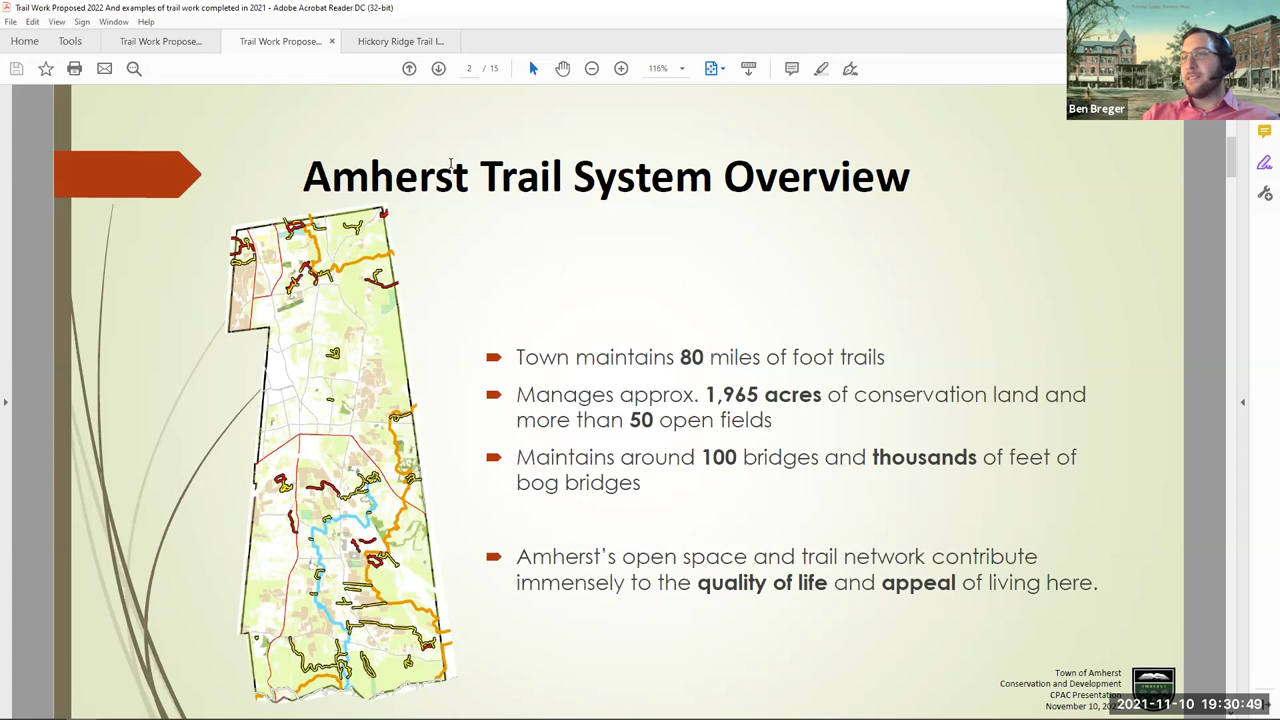 Trail Work Proposed 2022 And examples of trail work completed in 2021 - Adobe Acrobat Reader DC (32-bit)
File Edit View Sign Window Help
Home Tools Trail Work Propose... Trail Work Propose... × Hickory Ridge Trail I...
2 / 15 116%
Ben Breger
Amherst Trail System Overview
Town maintains 80 miles of foot trails
Manages approx. 1,965 acres of conservation land and
more than 50 open fields
Maintains around 100 bridges and thousands of feet of
bog bridges
Amherst's open space and trail network contribute
immensely to the quality of life and appeal of living here.
Town of Amherst
Conservation and Development
CPAC Presentation
November 10,
2021-11-10 19:30:49